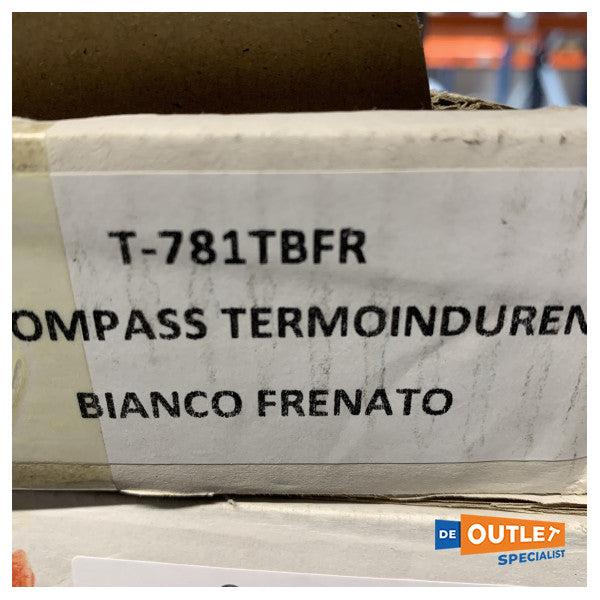 T-781TBFR
OMPASS TERMOINDUREN
BIANCO FRENATO
DE OUTLET
SPECIALIST